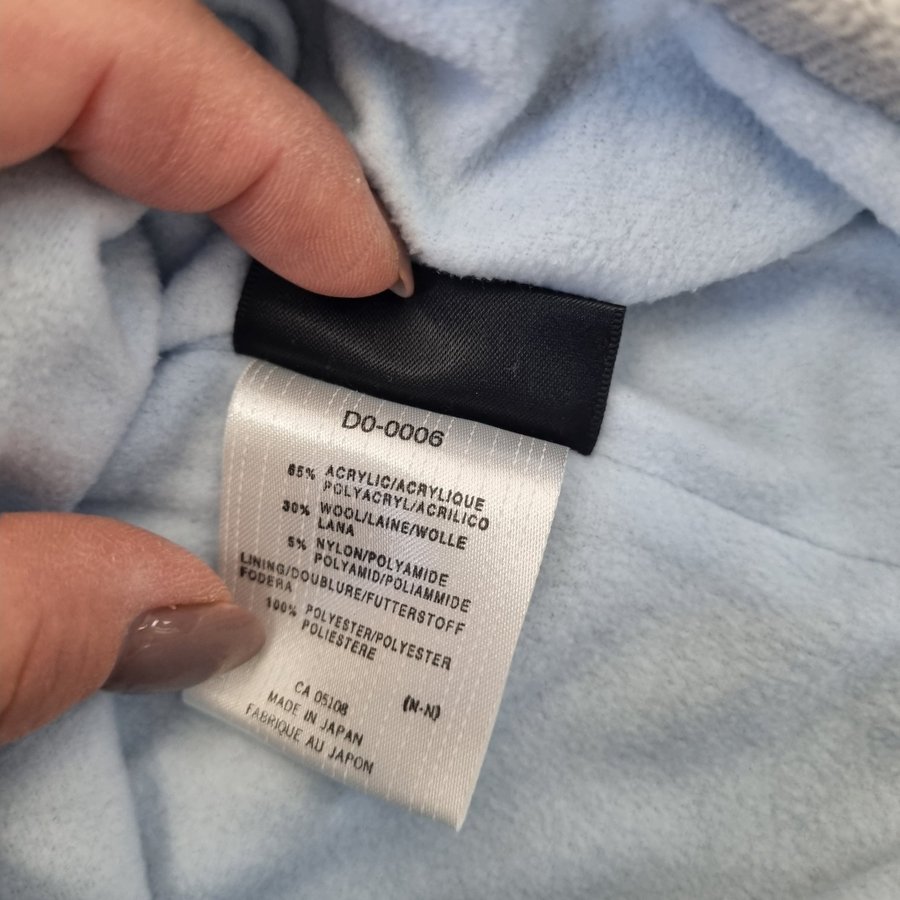 D0-0006
65% ACRYLIC/ACRYLIQUE
POLYACRYL/ACRILICO
30% WOOL/LAINE/WOLLE
LANA
5% NYLON/POLYAMIDE
POLYAMID/POLIAMMIDE
LINING/DOUBLURE/FUTTERSTOFF
FODERA
100% POLYESTER/POLYESTER
POLIESTERE
CA 05108 (N-N)
MADE IN JAPAN
FABRIQUE AU JAPON